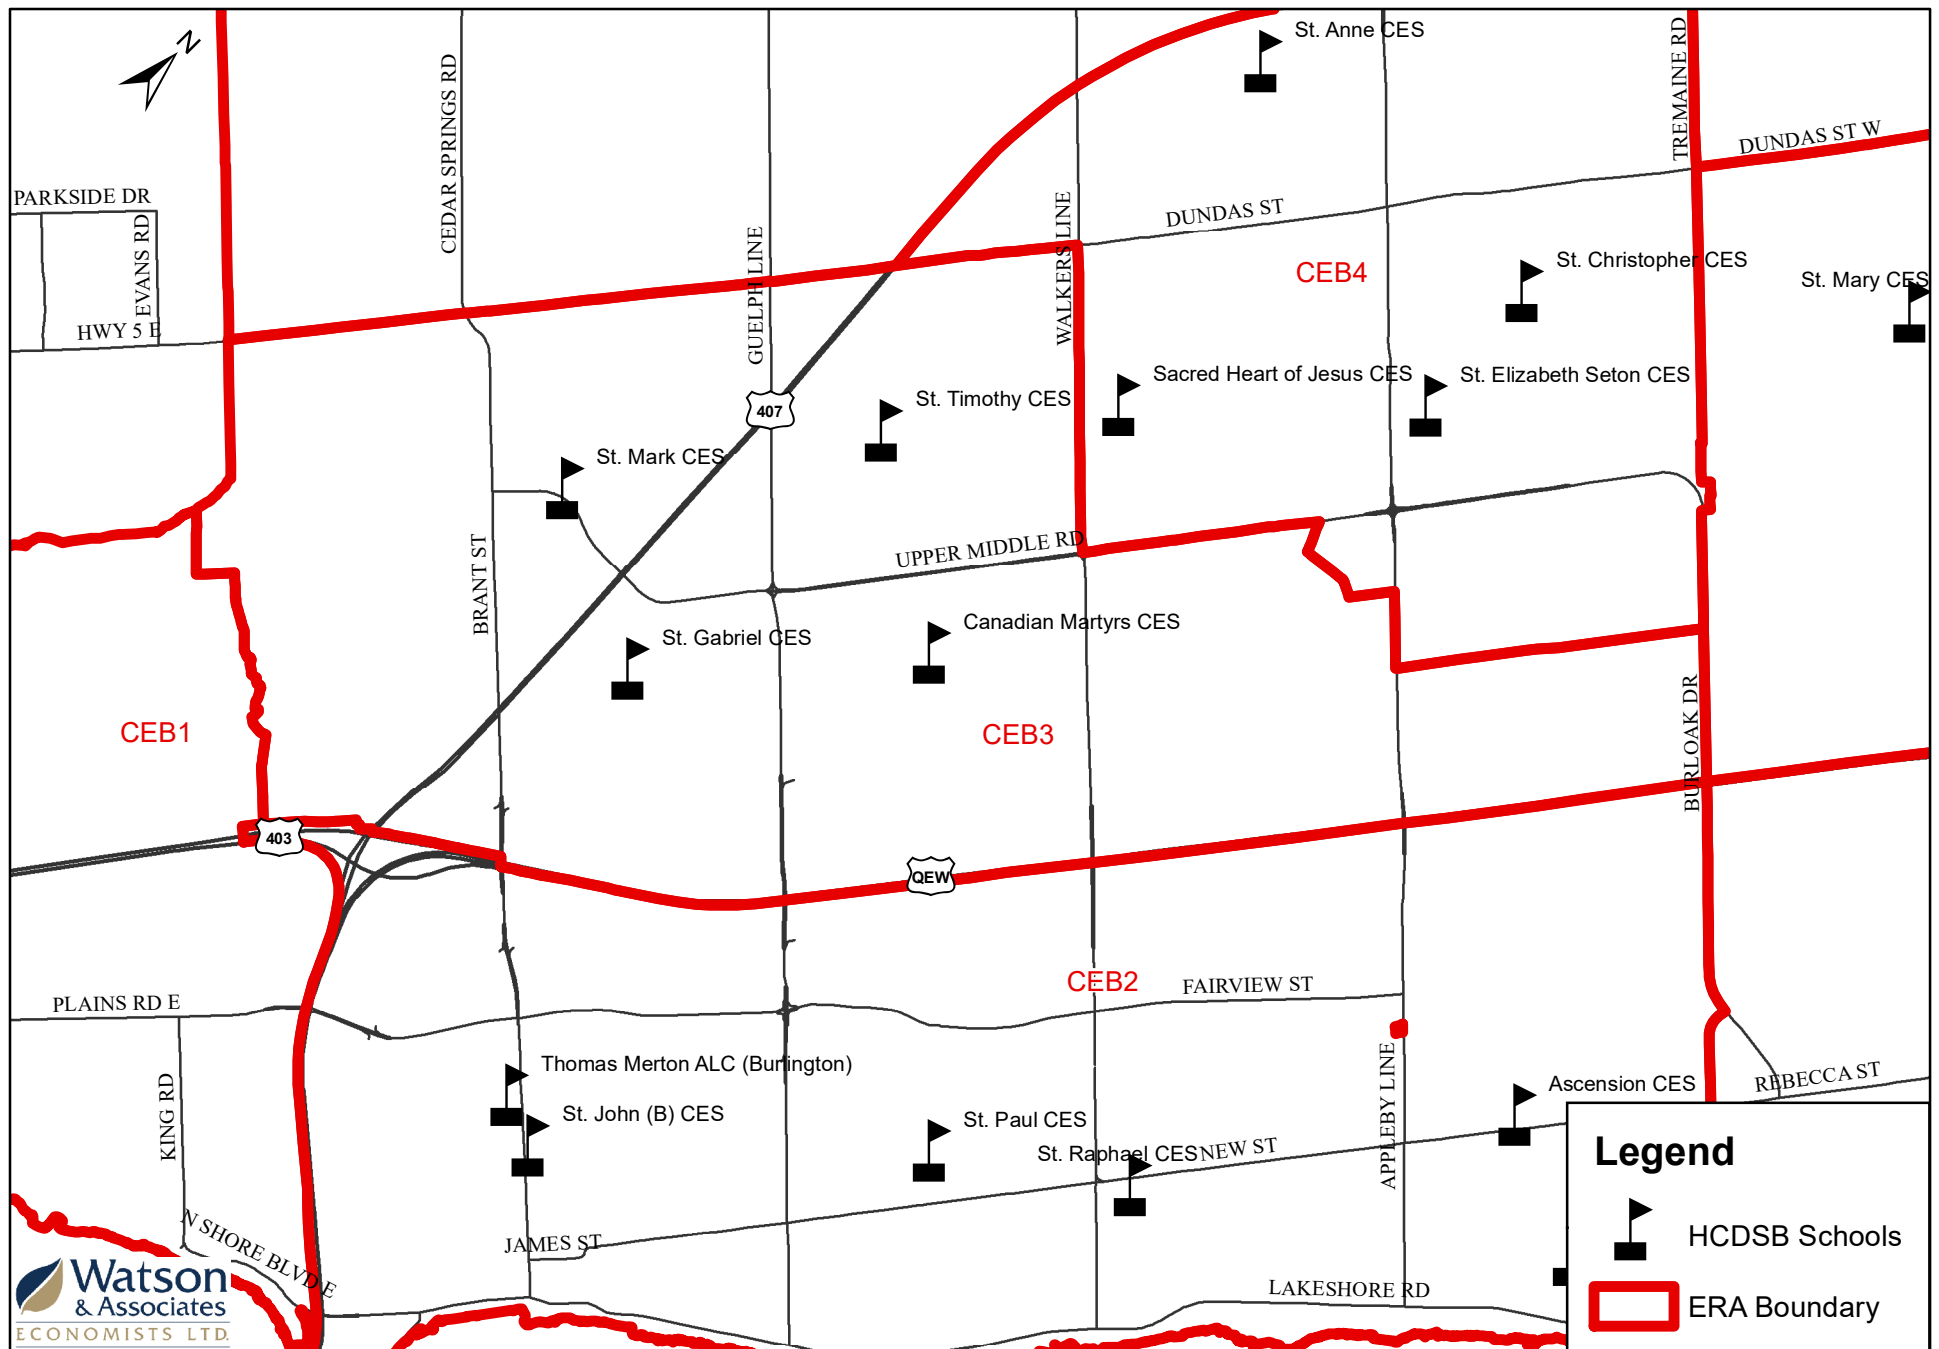 N
St. Anne CES
CEDAR SPRINGS RD
TREMAINE RD
DUNDAS ST W
PARKSIDE DR
EVANS RD
HWY 5 E
GUELPH LINE
WALKERS LINE
DUNDAS ST
CEB4
St. Christopher CES
St. Mary CES
407
St. Timothy CES
Sacred Heart of Jesus CES
St. Elizabeth Seton CES
St. Mark CES
BRANT ST
UPPER MIDDLE RD
St. Gabriel CES
Canadian Martyrs CES
CEB1
CEB3
BURLOAK DR
403
QEW
CEB2
FAIRVIEW ST
PLAINS RD E
KING RD
Thomas Merton ALC (Burlington)
St. John (B) CES
St. Paul CES
St. Raphael CES
NEW ST
APPLEBY LINE
Ascension CES
REBECCA ST
N SHORE BLVD E
JAMES ST
LAKESHORE RD
Legend
HCDSB Schools
ERA Boundary
Watson
& Associates
ECONOMISTS LTD.